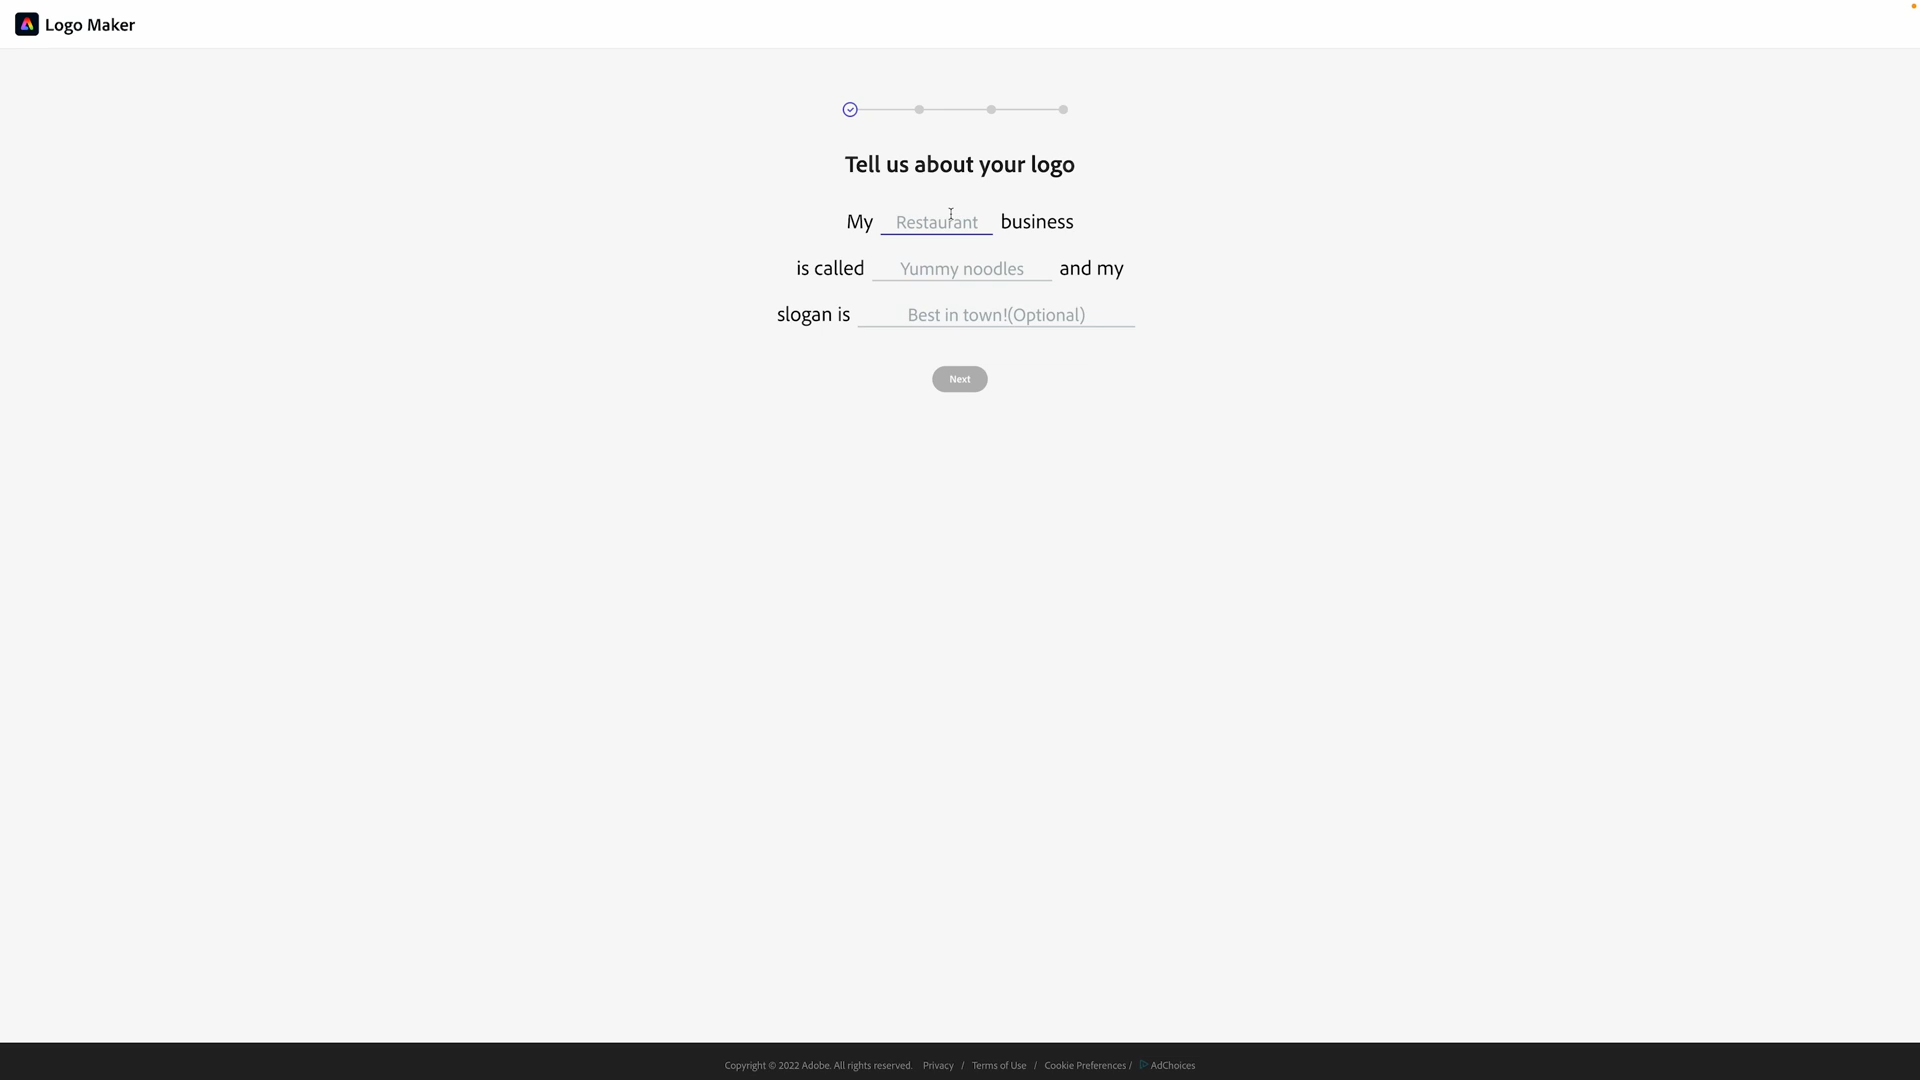 Logo Maker
Tell us about your logo
My Restaurant business
is called Yummy noodles and my
slogan is Best in town!(Optional)
Next
Copyright © 2022 Adobe. All rights reserved. Privacy / Terms of Use / Cookie Preferences / AdChoices